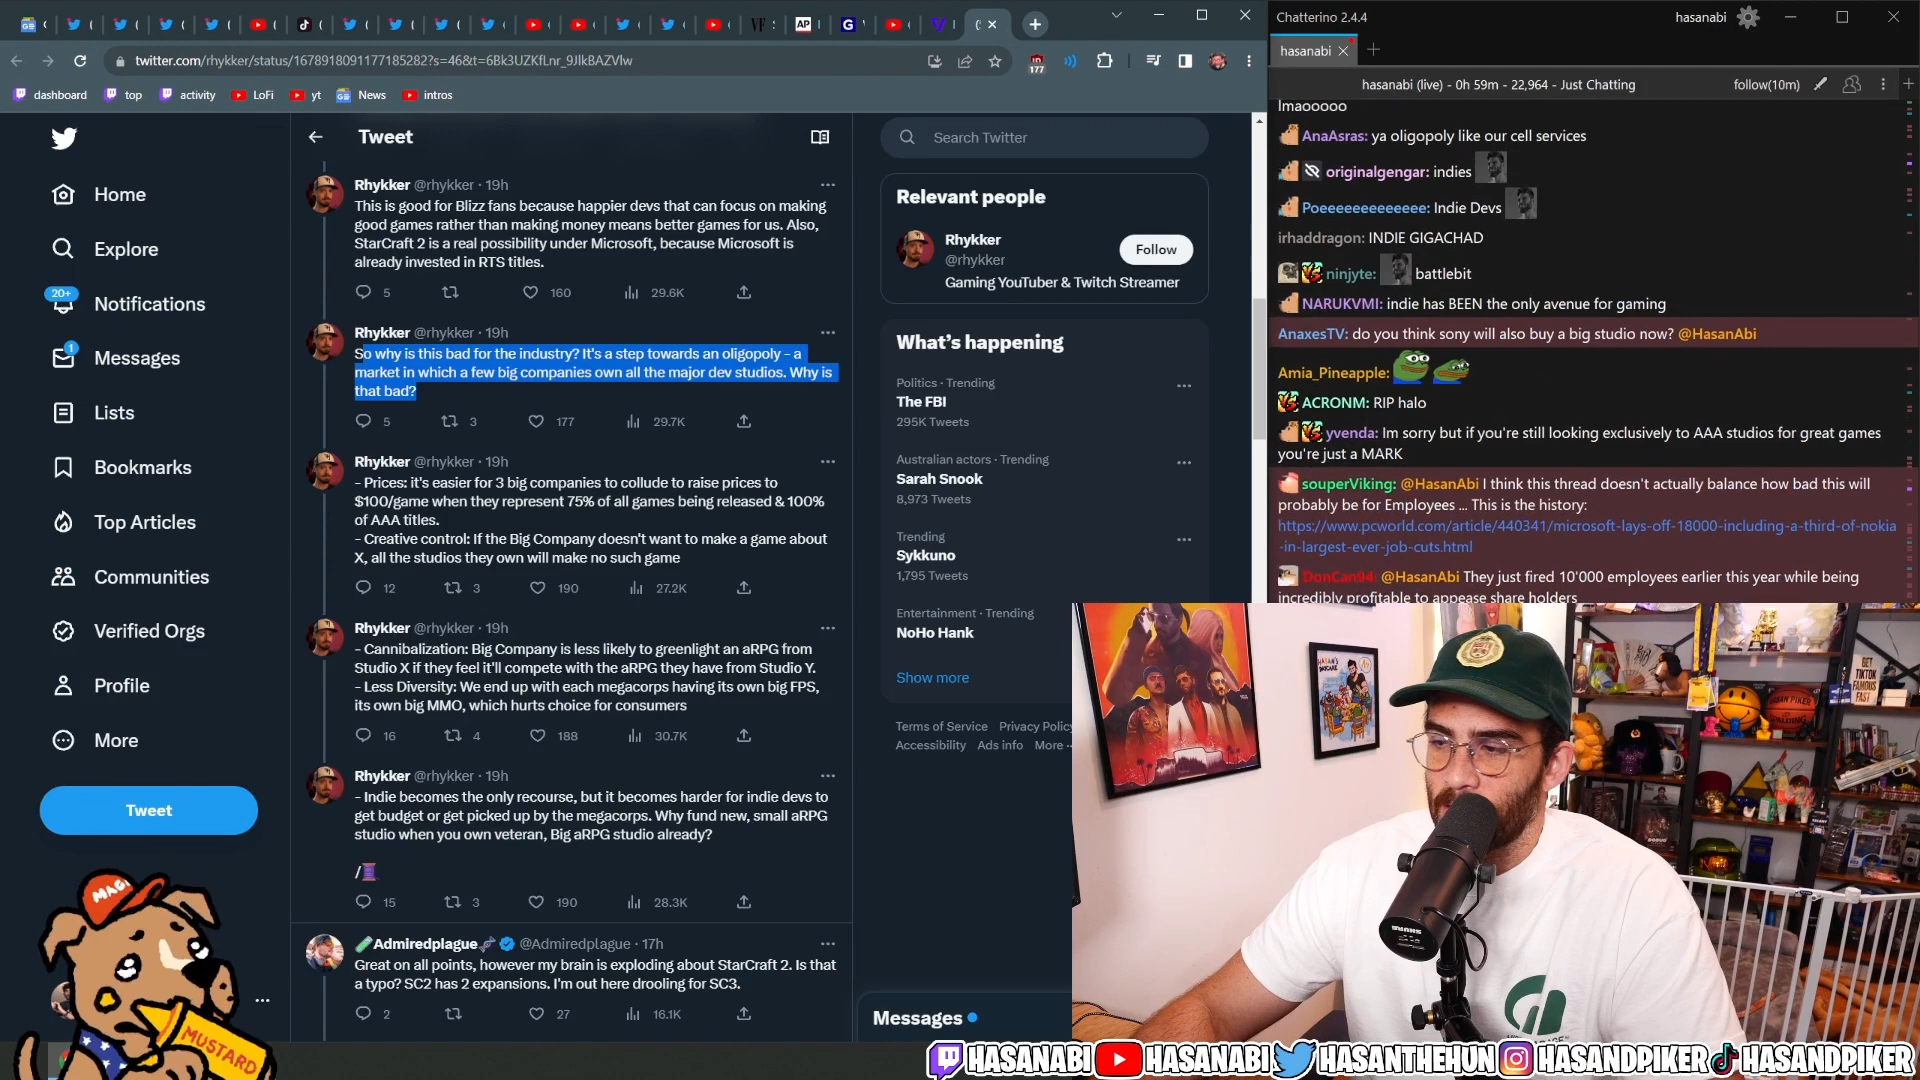 twitter.com/rhykker/status/1678918091177185282?s=46&t=6Bk3UZKfLnr_9JlkBAZVlw
177
dashboard
top
activity
LoFi
yt
News
intros
Home
Explore
20+
Notifications
1
Messages
Lists
Bookmarks
Top Articles
Communities
Verified Orgs
Profile
More
Tweet
MUSTARD
Tweet
Rhykker @rhykker · 19h
This is good for Blizz fans because happier devs that can focus on making
good games rather than making money means better games for us. Also,
StarCraft 2 is a real possibility under Microsoft, because Microsoft is
already invested in RTS titles.
5 160 29.6K
Rhykker @rhykker · 19h
So why is this bad for the industry? It's a step towards an oligopoly - a
market in which a few big companies own all the major dev studios. Why is
that bad?
5 3 177 29.7K
Rhykker @rhykker · 19h
- Prices: it's easier for 3 big companies to collude to raise prices to
$100/game when they represent 75% of all games being released & 100%
of AAA titles.
- Creative control: If the Big Company doesn't want to make a game about
X, all the studios they own will make no such game
12 3 190 27.2K
Rhykker @rhykker · 19h
- Cannibalization: Big Company is less likely to greenlight an aRPG from
Studio X if they feel it'll compete with the aRPG they have from Studio Y.
- Less Diversity: We end up with each megacorps having its own big FPS,
its own big MMO, which hurts choice for consumers
16 4 188 30.7K
Rhykker @rhykker · 19h
- Indie becomes the only recourse, but it becomes harder for indie devs to
get budget or get picked up by the megacorps. Why fund new, small aRPG
studio when you own veteran, Big aRPG studio already?
/🧵
15 3 190 28.3K
Admiredplague @Admiredplague · 17h
Great on all points, however my brain is exploding about StarCraft 2. Is that
a typo? SC2 has 2 expansions. I'm out here drooling for SC3.
2 27 16.1K
Search Twitter
Relevant people
Rhykker
@rhykker
Follow
Gaming YouTuber & Twitch Streamer
What's happening
Politics · Trending
The FBI
295K Tweets
Australian actors · Trending
Sarah Snook
8,973 Tweets
Trending
Sykkuno
1,795 Tweets
Entertainment · Trending
NoHo Hank
Show more
Terms of Service Privacy Policy
Accessibility Ads info More ··
Messages
Chatterino 2.4.4
hasanabi
hasanabi
hasanabi (live) - 0h 59m - 22,964 - Just Chatting
follow(10m)
lmaooooo
AnaAsras: ya oligopoly like our cell services
originalgengar: indies
Poeeeeeeeeeeeee: Indie Devs
irhaddragon: INDIE GIGACHAD
ninjyte: battlebit
NARUKVMI: indie has BEEN the only avenue for gaming
AnaxesTV: do you think sony will also buy a big studio now? @HasanAbi
Amia_Pineapple:
ACRONM: RIP halo
yvenda: Im sorry but if you're still looking exclusively to AAA studios for great games
you're just a MARK
souperViking: @HasanAbi I think this thread doesn't actually balance how bad this will
probably be for Employees ... This is the history:
https://www.pcworld.com/article/440341/microsoft-lays-off-18000-including-a-third-of-nokia
-in-largest-ever-job-cuts.html
DonCan94: @HasanAbi They just fired 10'000 employees earlier this year while being
incredibly profitable to appease share holders
HASANABI HASANABI HASANTHEHUN HASANDPIKER HASANDPIKER